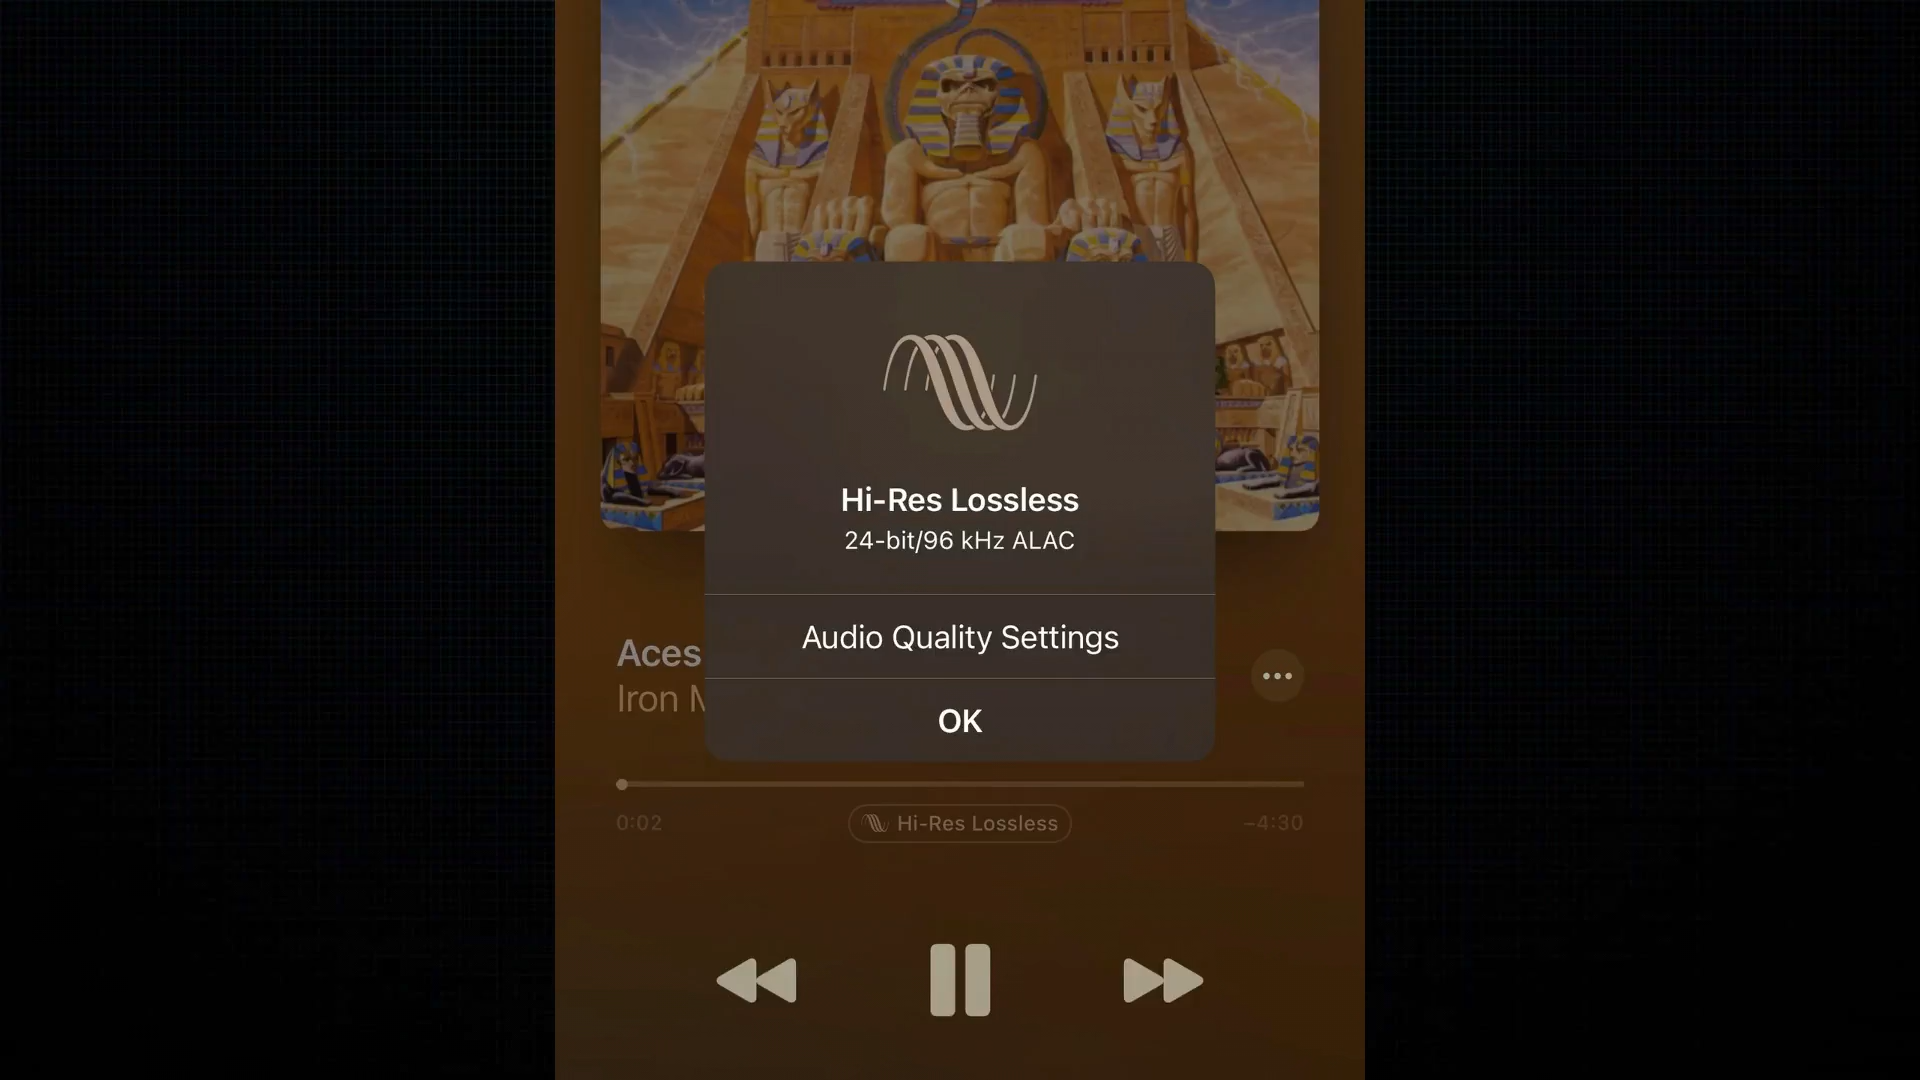 Hi-Res Lossless
24-bit/96 kHz ALAC
Audio Quality Settings
OK
Aces
Iron M
0:02
Hi-Res Lossless
−4:30